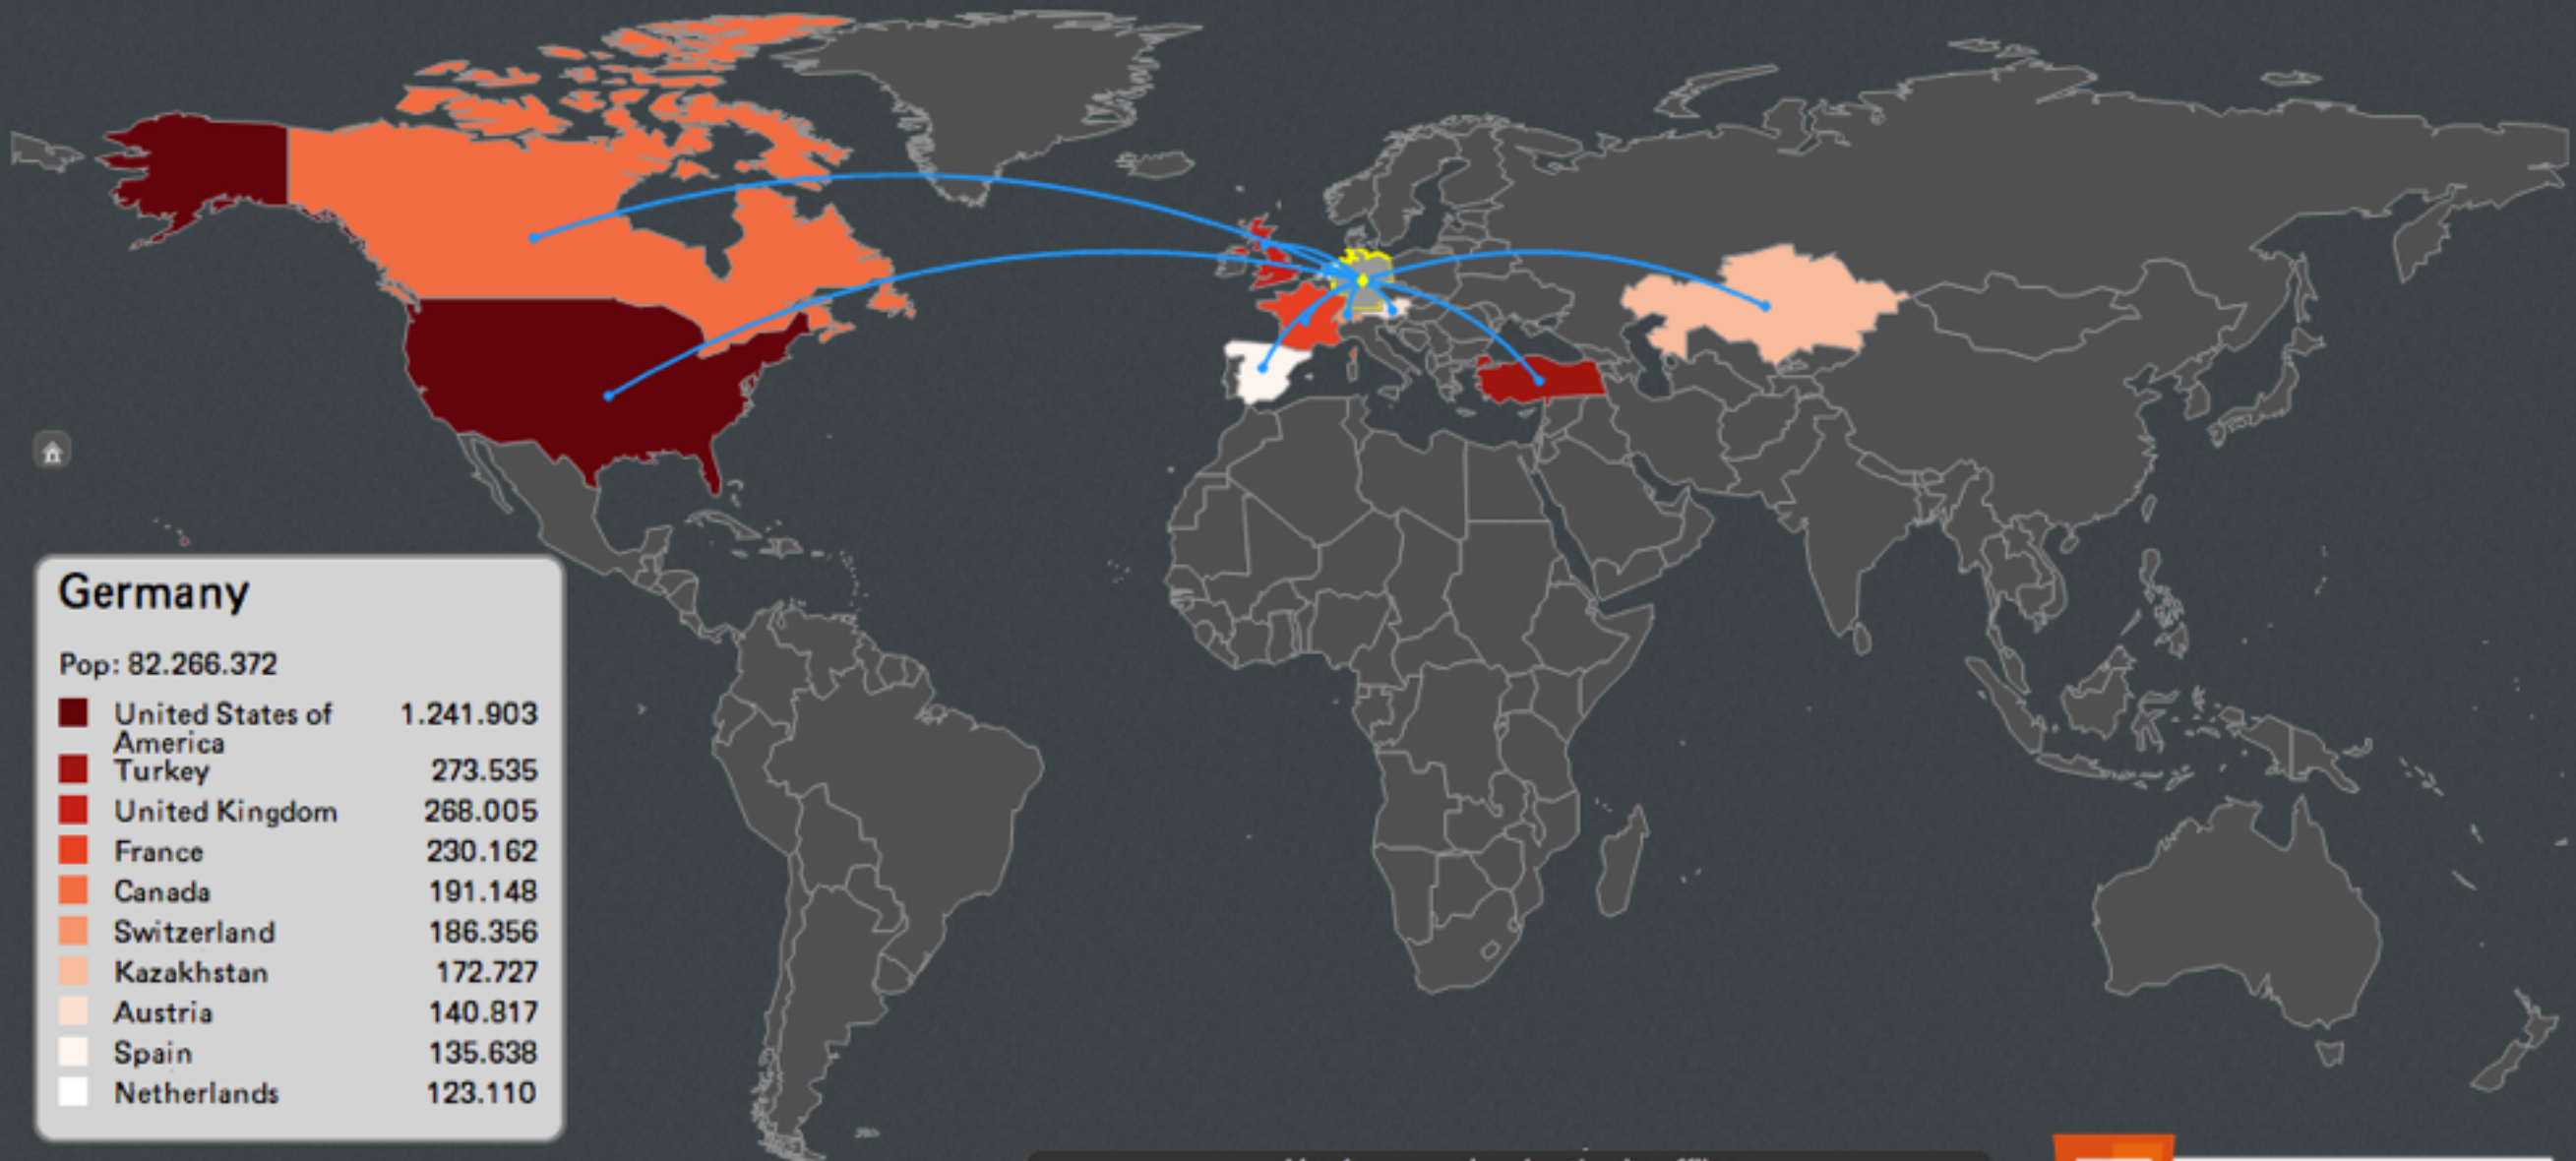 Germany
Pop: 82.266.372
United States of 1.241.903
America
Turkey 273.535
United Kingdom 268.005
France 230.162
Canada 191.148
Switzerland 186.356
Kazakhstan 172.727
Austria 140.817
Spain 135.638
Netherlands 123.110